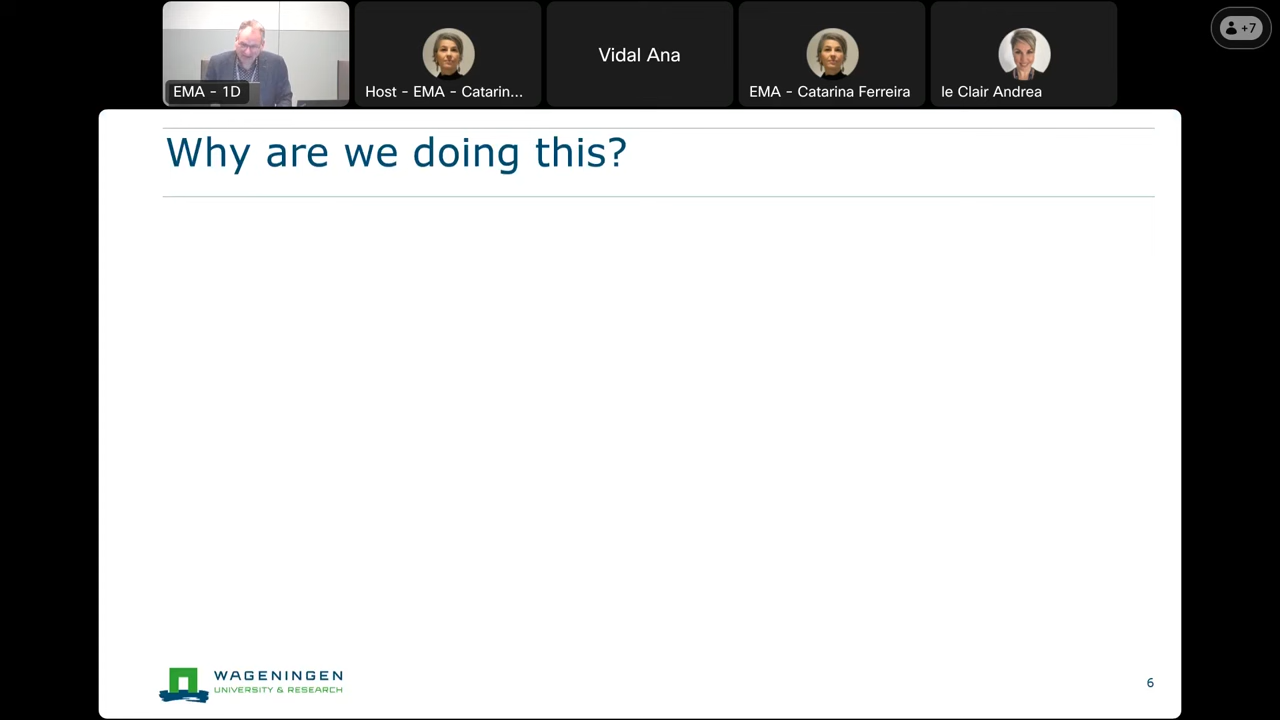 +7
EMA - 1D
Host - EMA - Catarin...
Vidal Ana
EMA - Catarina Ferreira
le Clair Andrea
Why are we doing this?
WAGENINGEN
UNIVERSITY & RESEARCH
6